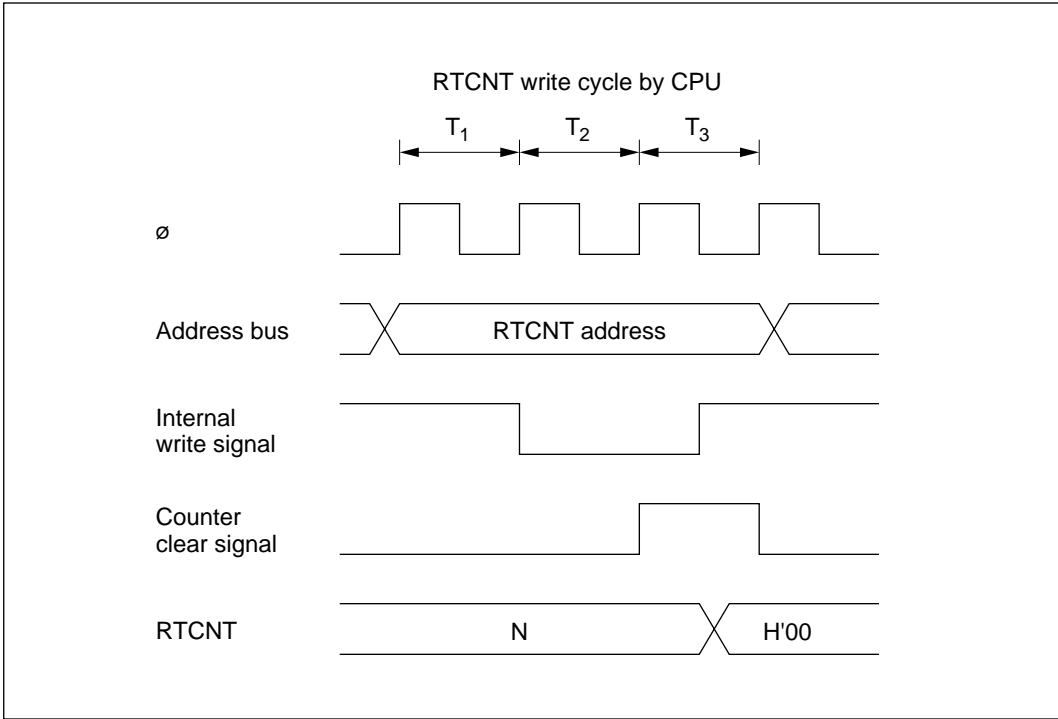 RTCNT write cycle by CPU
T1 T2 T3
ø
Address bus RTCNT address
Internal
write signal
Counter
clear signal
RTCNT N H'00